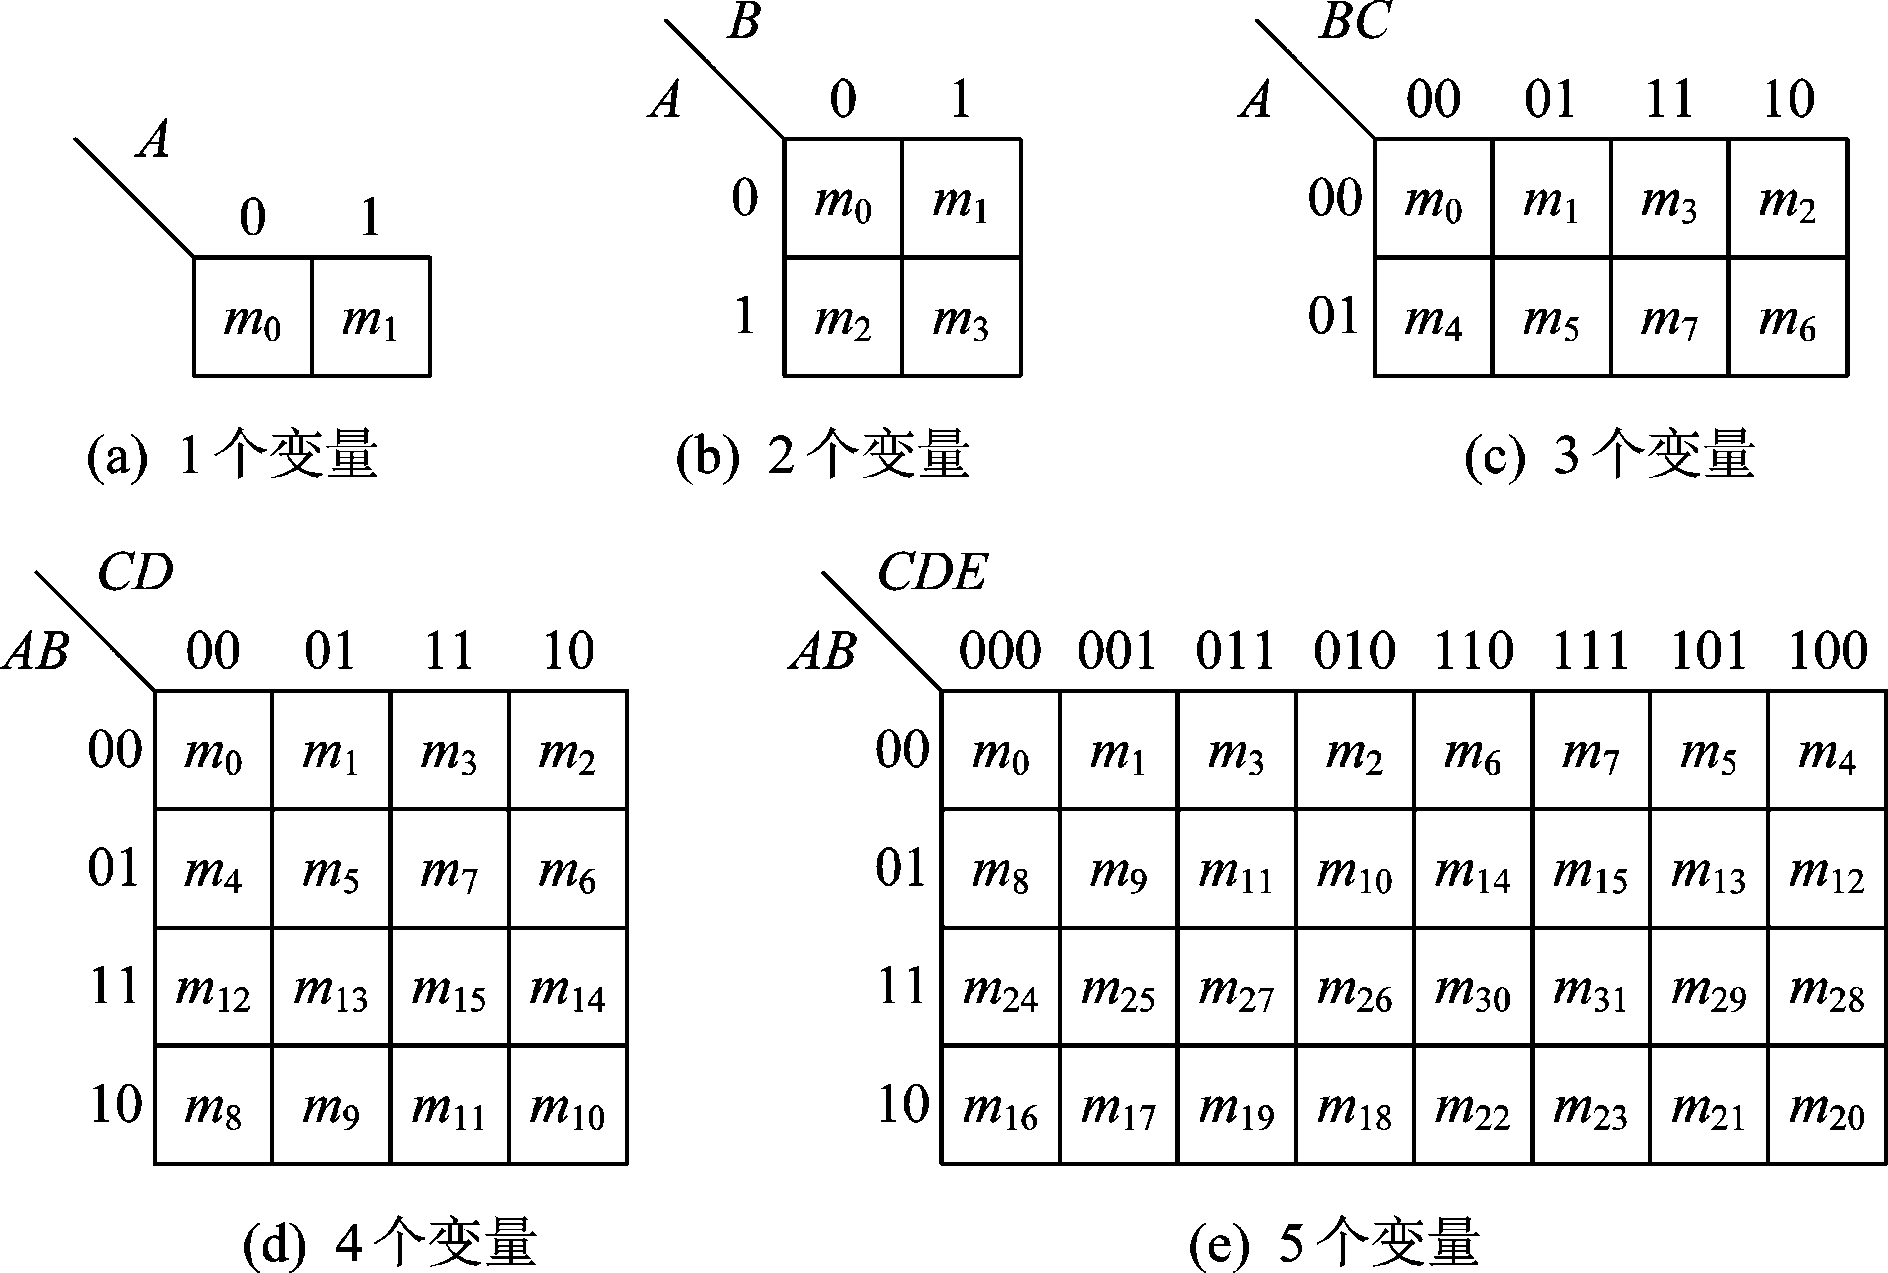 A
0 1
m0 m1
(a) 1个变量
B
A 0 1
0 m0 m1
1 m2 m3
(b) 2个变量
BC
A 00 01 11 10
00 m0 m1 m3 m2
01 m4 m5 m7 m6
(c) 3个变量
CD
AB 00 01 11 10
00 m0 m1 m3 m2
01 m4 m5 m7 m6
11 m12 m13 m15 m14
10 m8 m9 m11 m10
(d) 4个变量
CDE
AB 000 001 011 010 110 111 101 100
00 m0 m1 m3 m2 m6 m7 m5 m4
01 m8 m9 m11 m10 m14 m15 m13 m12
11 m24 m25 m27 m26 m30 m31 m29 m28
10 m16 m17 m19 m18 m22 m23 m21 m20
(e) 5个变量